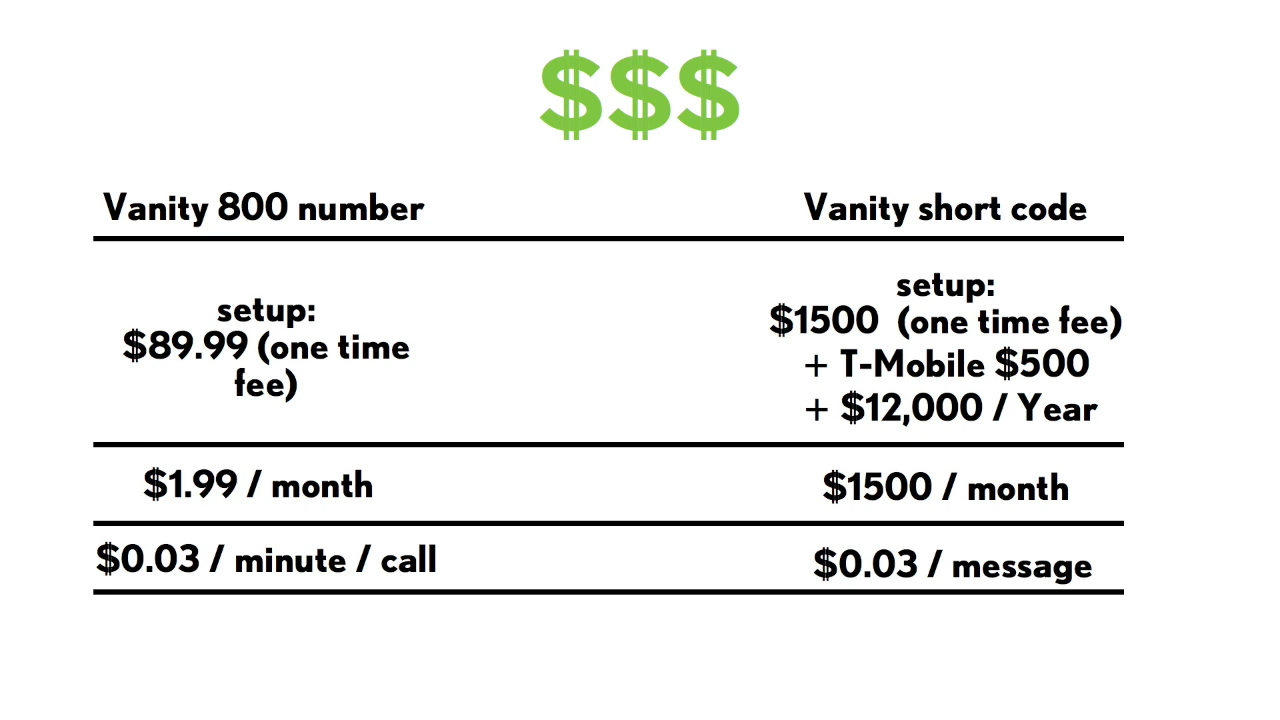 $$$
Vanity 800 number
Vanity short code
setup:
$89.99 (one time
fee)
setup:
$1500 (one time fee)
+ T-Mobile $500
+ $12,000 / Year
$1.99 / month
$1500 / month
$0.03 / minute / call
$0.03 / message